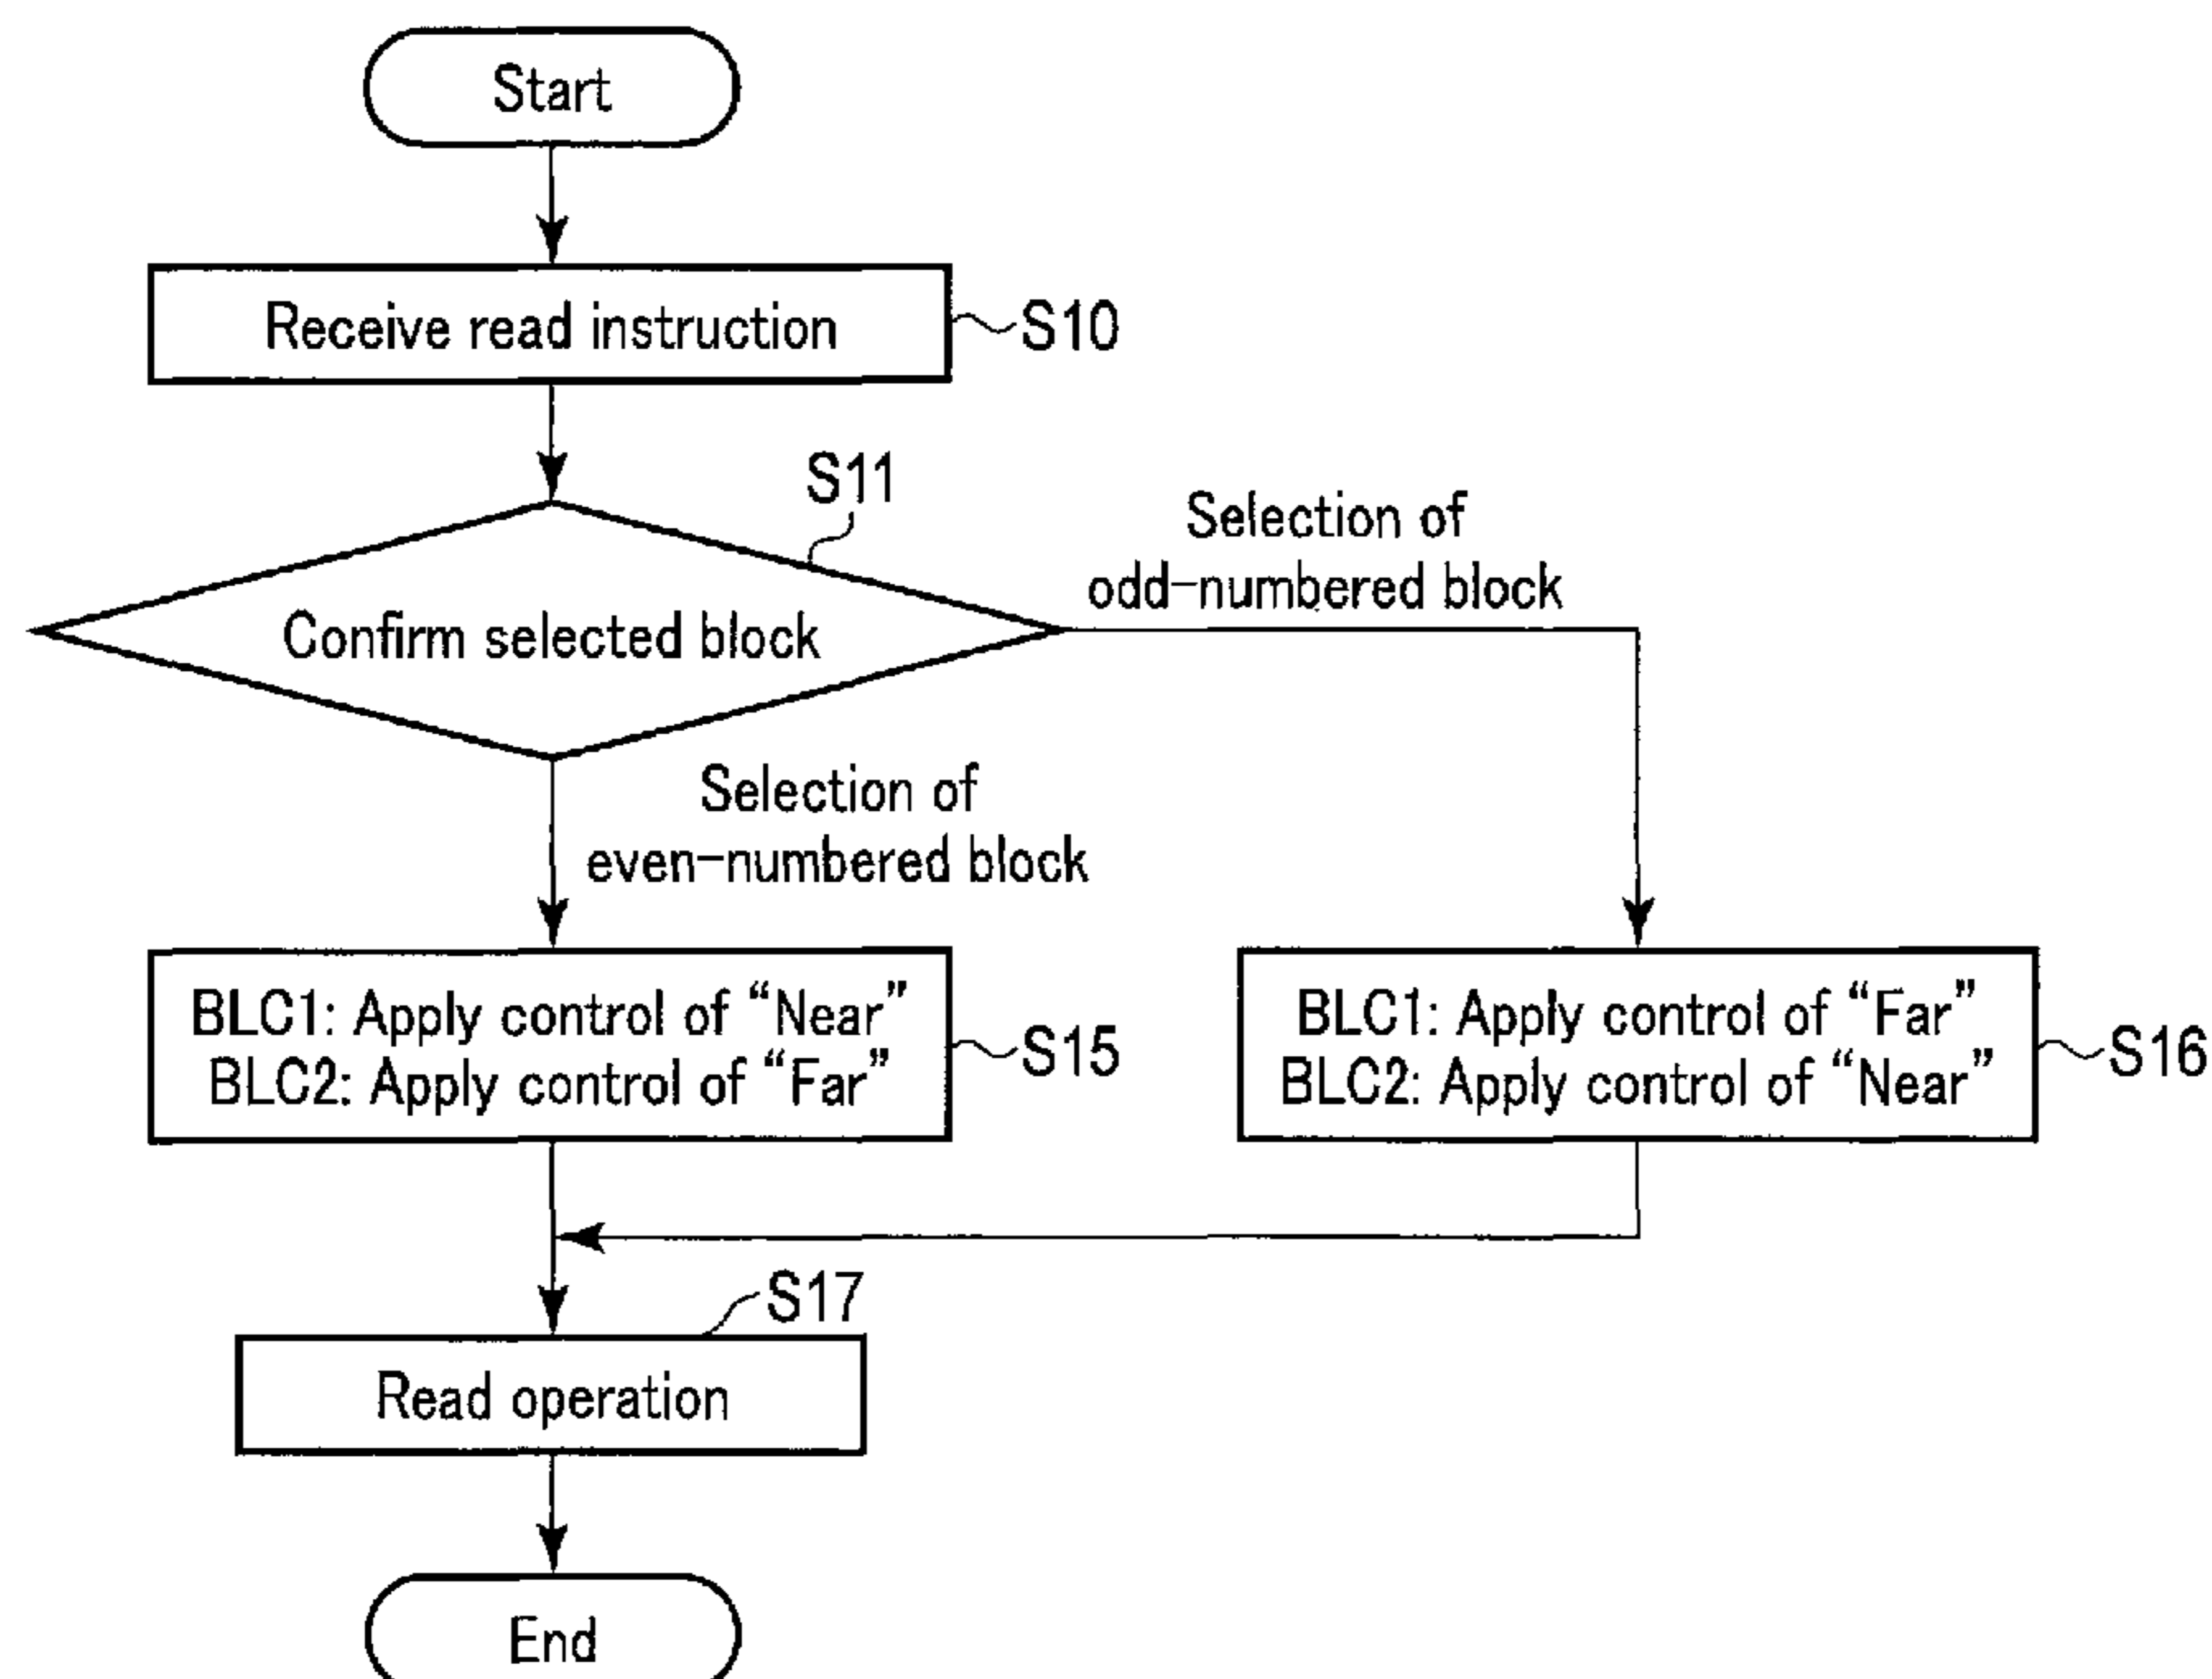 Start
Receive read instruction
S10
S11
Confirm selected block
Selection of
odd-numbered block
Selection of
even-numbered block
BLC1: Apply control of “Near”
BLC2: Apply control of “Far”
S15
BLC1: Apply control of “Far”
BLC2: Apply control of “Near”
S16
S17
Read operation
End